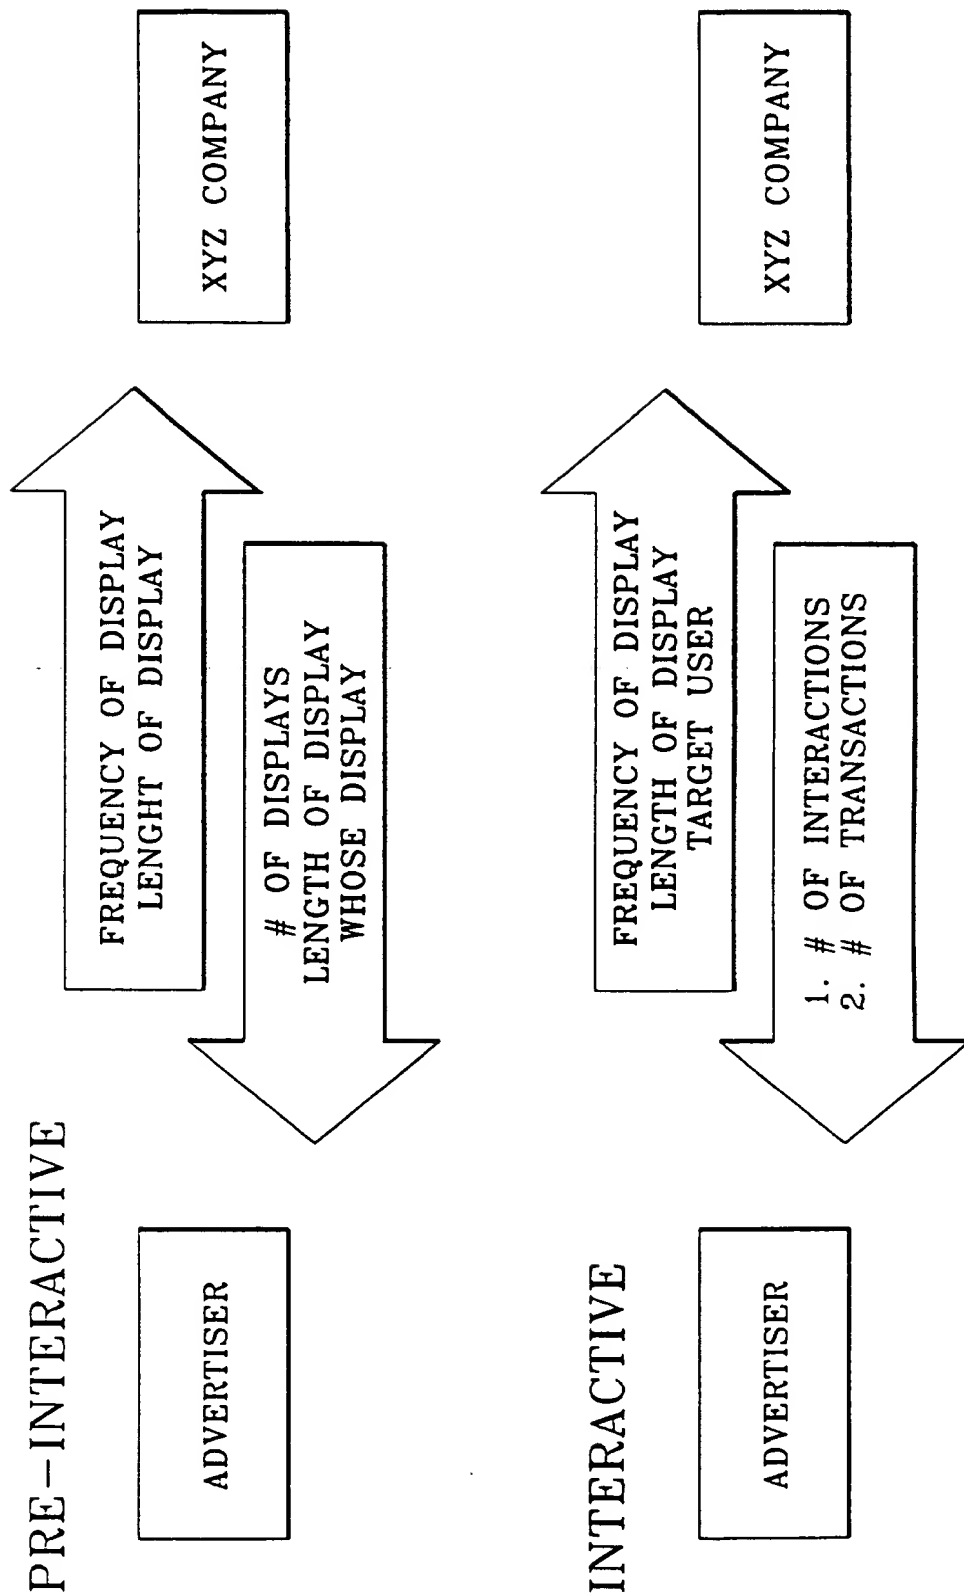 PRE-INTERACTIVE
ADVERTISER
FREQUENCY OF DISPLAY
LENGHT OF DISPLAY
# OF DISPLAYS
LENGTH OF DISPLAY
WHOSE DISPLAY
XYZ COMPANY
INTERACTIVE
ADVERTISER
FREQUENCY OF DISPLAY
LENGTH OF DISPLAY
TARGET USER
1. # OF INTERACTIONS
2. # OF TRANSACTIONS
XYZ COMPANY